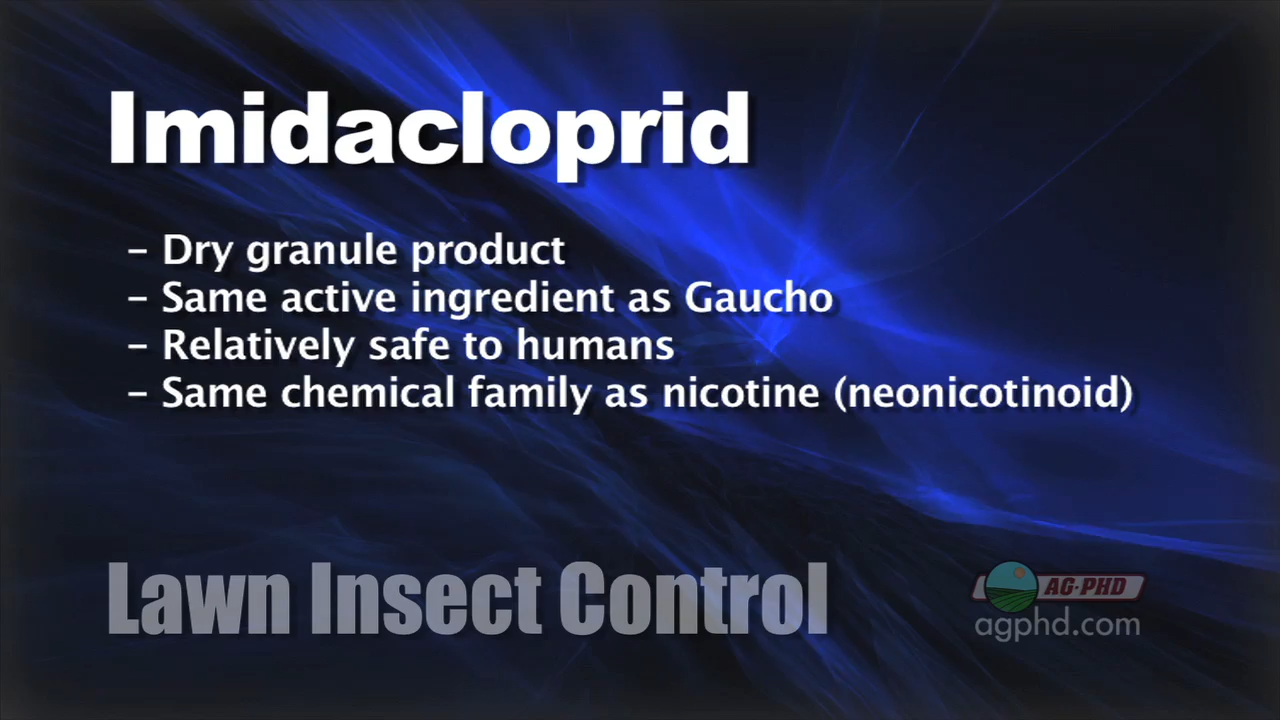 Imidacloprid
– Dry granule product
– Same active ingredient as Gaucho
– Relatively safe to humans
– Same chemical family as nicotine (neonicotinoid)
Lawn Insect Control
AG·PHD
agphd.com